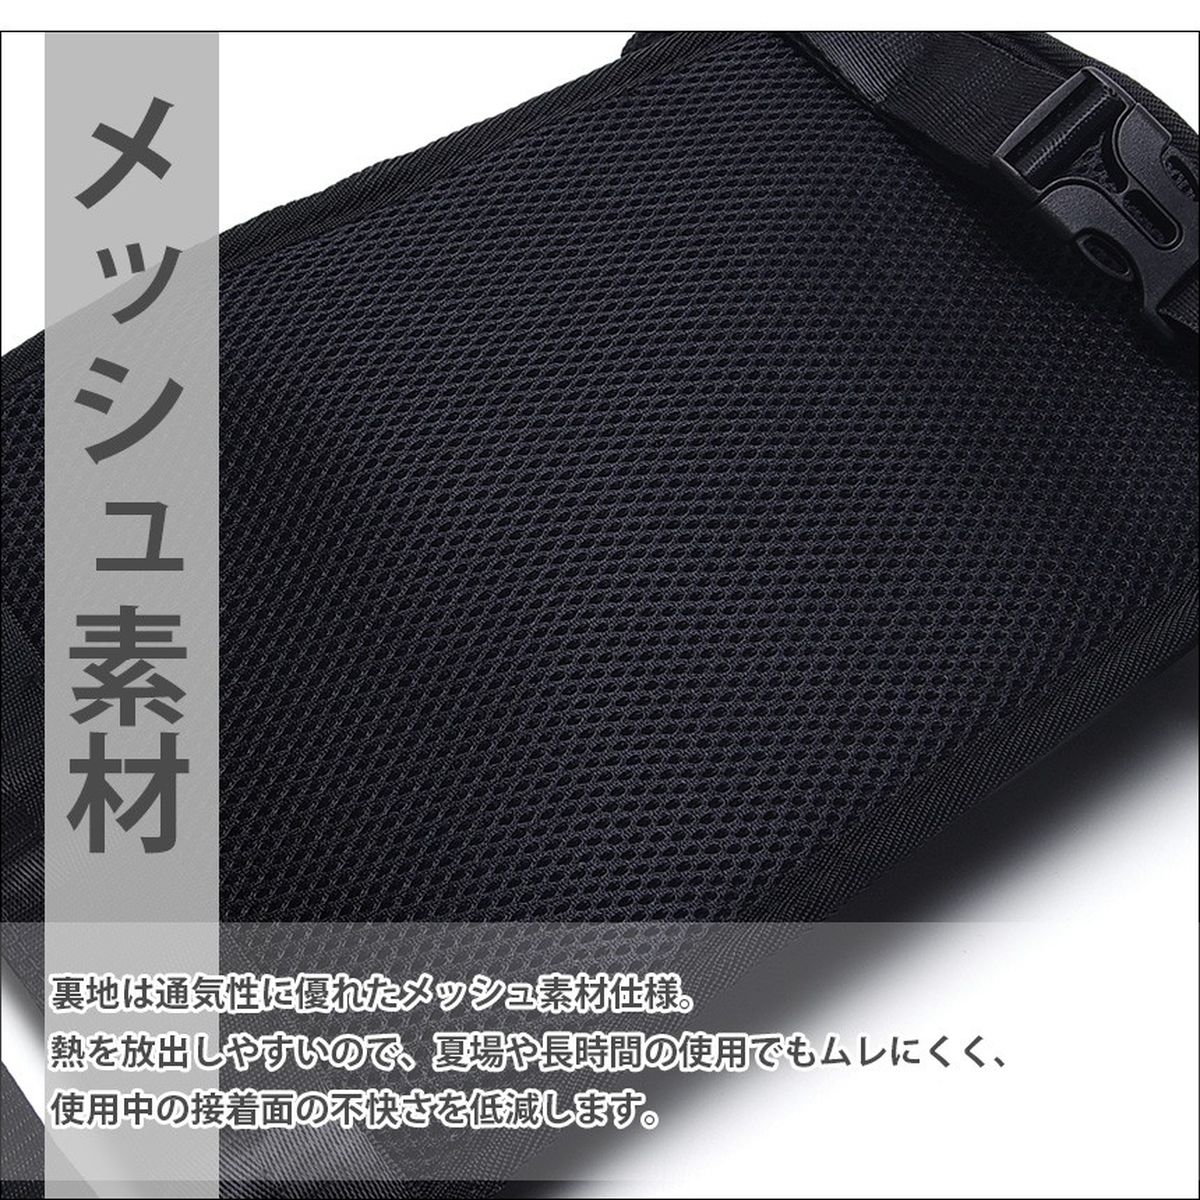 メッシュ素材
裏地は通気性に優れたメッシュ素材仕様。
熱を放出しやすいので、夏場や長時間の使用でもムレにくく、
使用中の接着面の不快さを低減します。